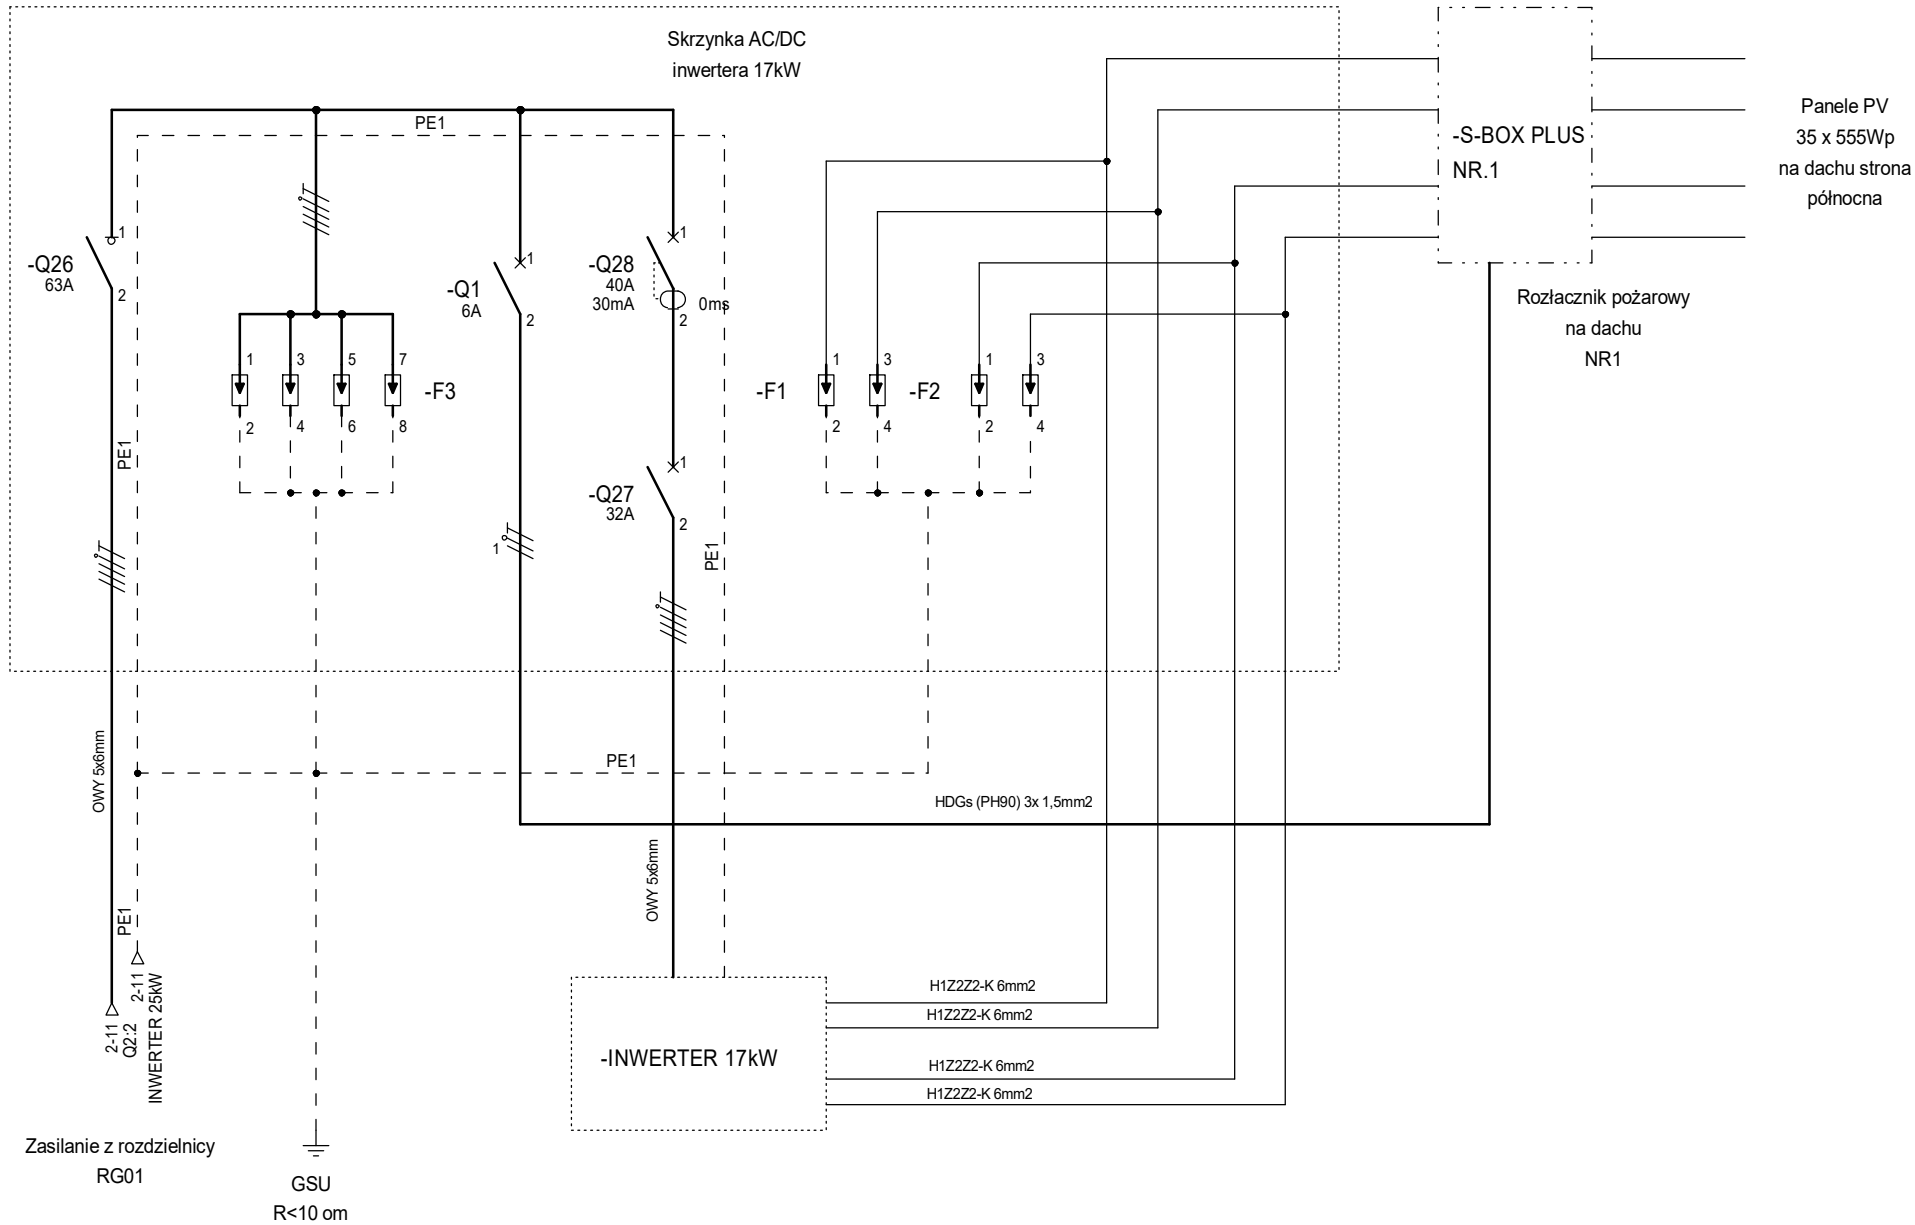 Skrzynka AC/DC
inwertera 17kW
PE1
-S-BOX PLUS
NR.1
Panele PV
35 x 555Wp
na dachu strona
północna
Rozłacznik pożarowy
na dachu
NR1
-Q26
63A
1
2
-Q1
6A
1
2
-Q28
40A
30mA
1
2
0ms
-F3
1
3
5
7
2
4
6
8
-F1
1
3
2
4
-F2
1
3
2
4
-Q27
32A
1
2
PE1
PE1
1
PE1
HDGs (PH90) 3x 1,5mm2
OWY 5x6mm
OWY 5x6mm
PE1
2-11
Q2:2
2-11
INWERTER 25kW
-INWERTER 17kW
H1Z2Z2-K 6mm2
H1Z2Z2-K 6mm2
H1Z2Z2-K 6mm2
H1Z2Z2-K 6mm2
Zasilanie z rozdzielnicy
RG01
GSU
R<10 om